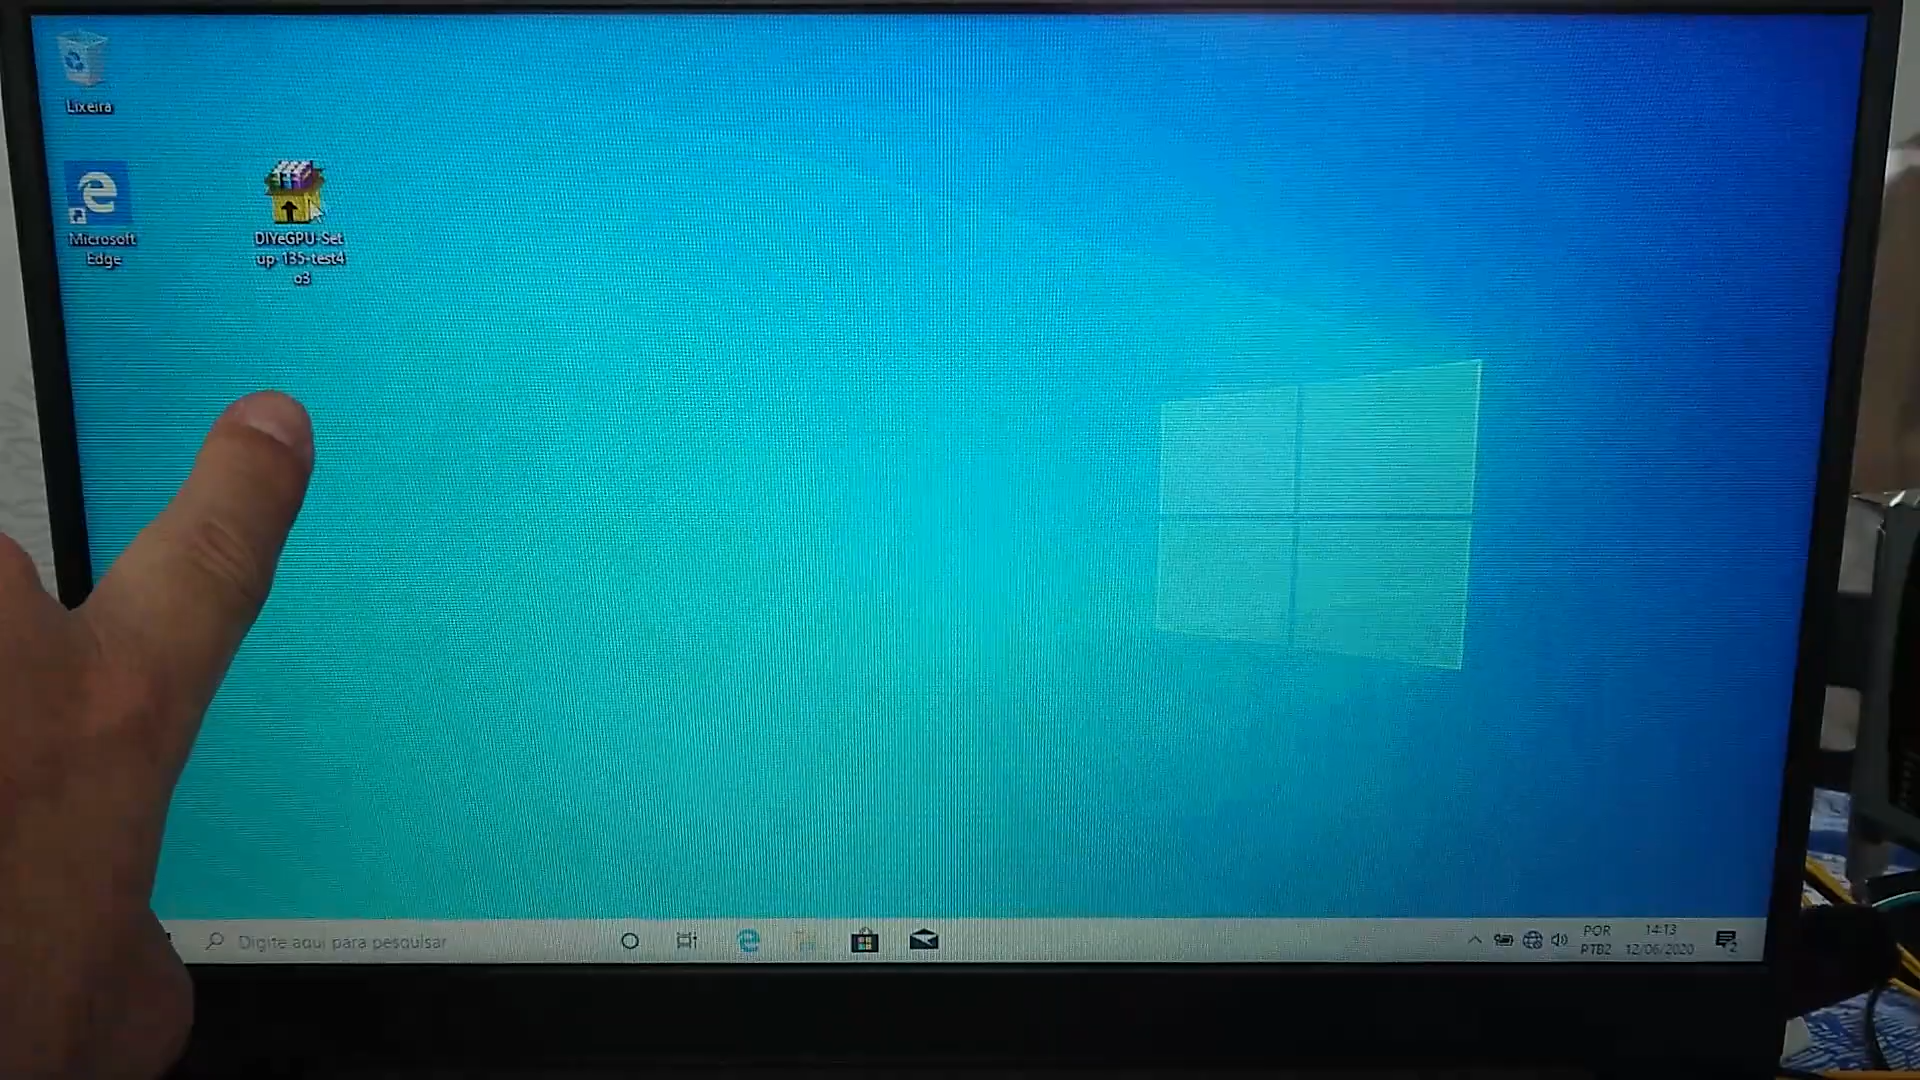 Lixeira
Microsoft
Edge
DIYeGPU-Set
up-135-test4
o3
Digite aqui para pesquisar
POR
PTB2
14:13
12/06/2020
2